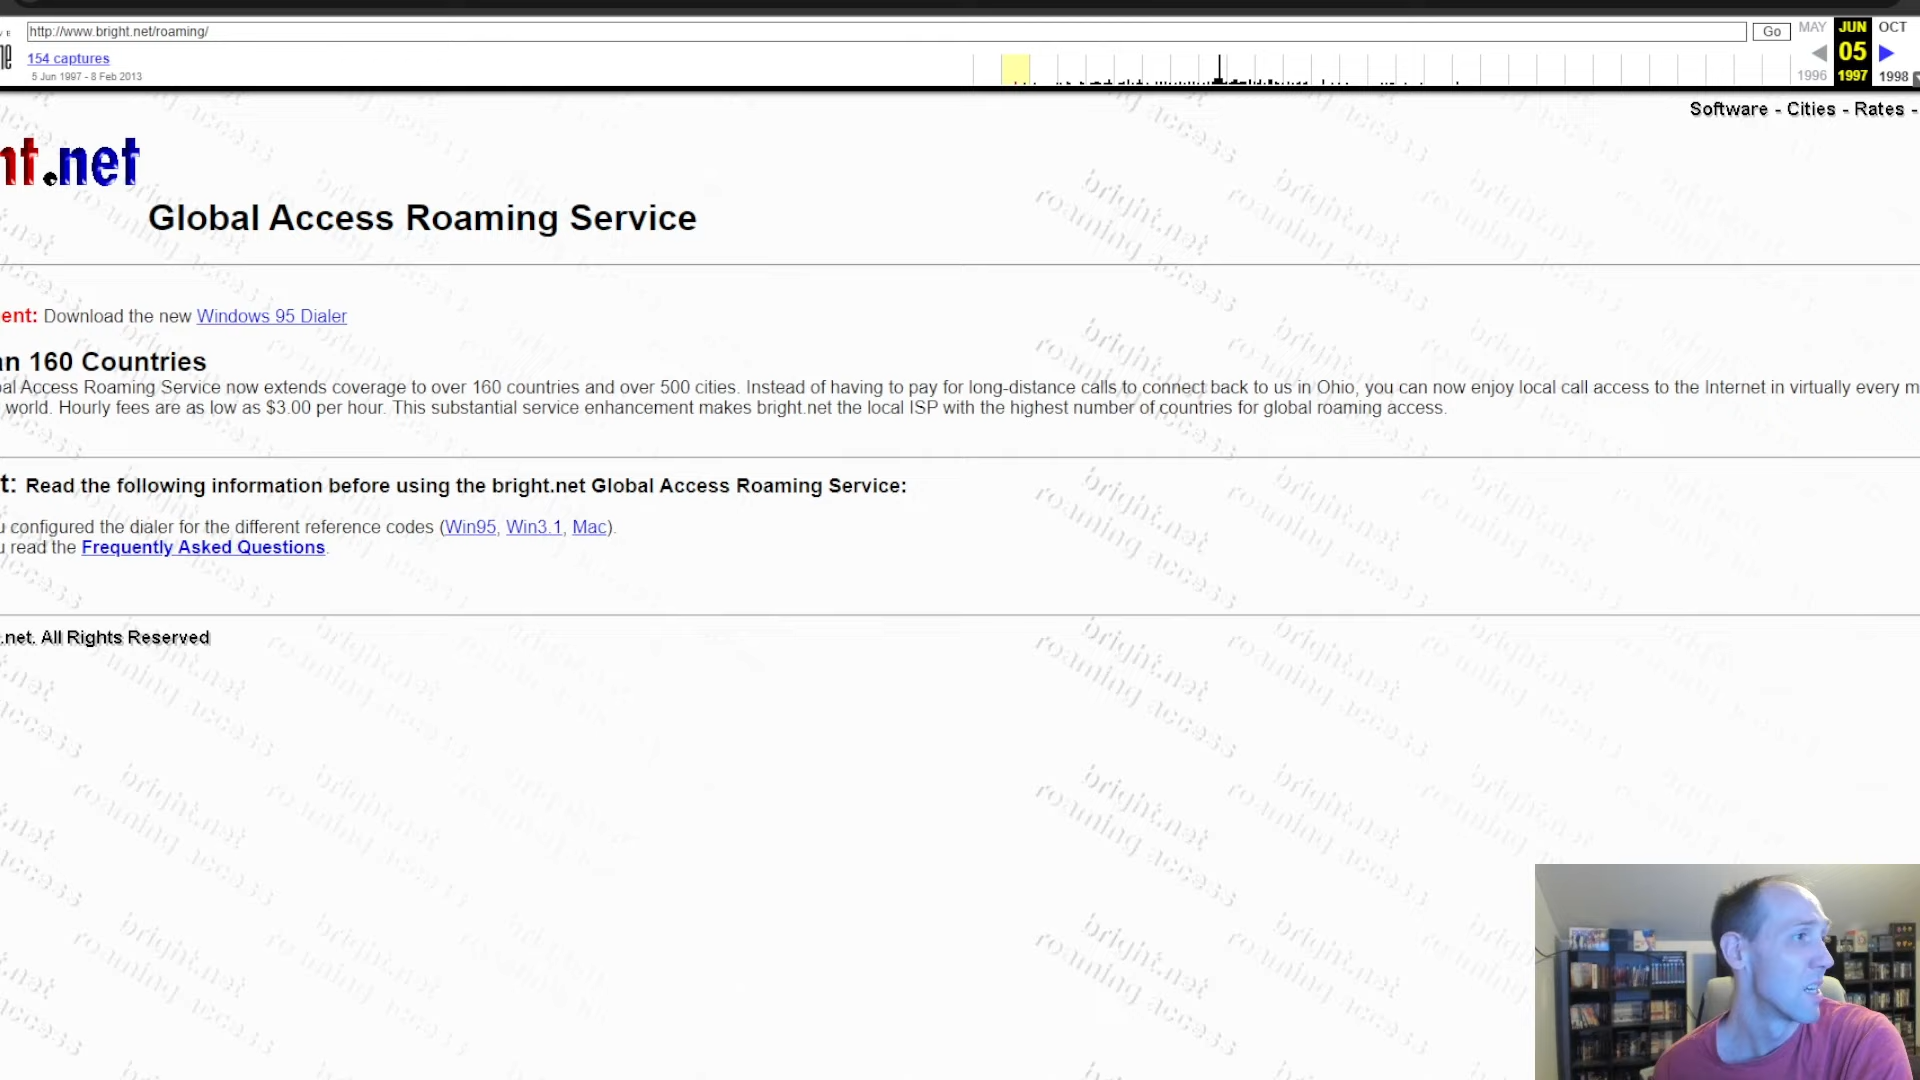 http://www.bright.net/roaming/
Go
MAY JUN OCT
154 captures
05
5 Jun 1997 - 8 Feb 2013
1996 1997 1998
Software - Cities - Rates -
ht.net
Global Access Roaming Service
ent: Download the new Windows 95 Dialer
an 160 Countries
bal Access Roaming Service now extends coverage to over 160 countries and over 500 cities. Instead of having to pay for long-distance calls to connect back to us in Ohio, you can now enjoy local call access to the Internet in virtually every m
world. Hourly fees are as low as $3.00 per hour. This substantial service enhancement makes bright.net the local ISP with the highest number of countries for global roaming access.
t: Read the following information before using the bright.net Global Access Roaming Service:
u configured the dialer for the different reference codes (Win95, Win3.1, Mac).
u read the Frequently Asked Questions.
.net. All Rights Reserved
bright.net
roaming access